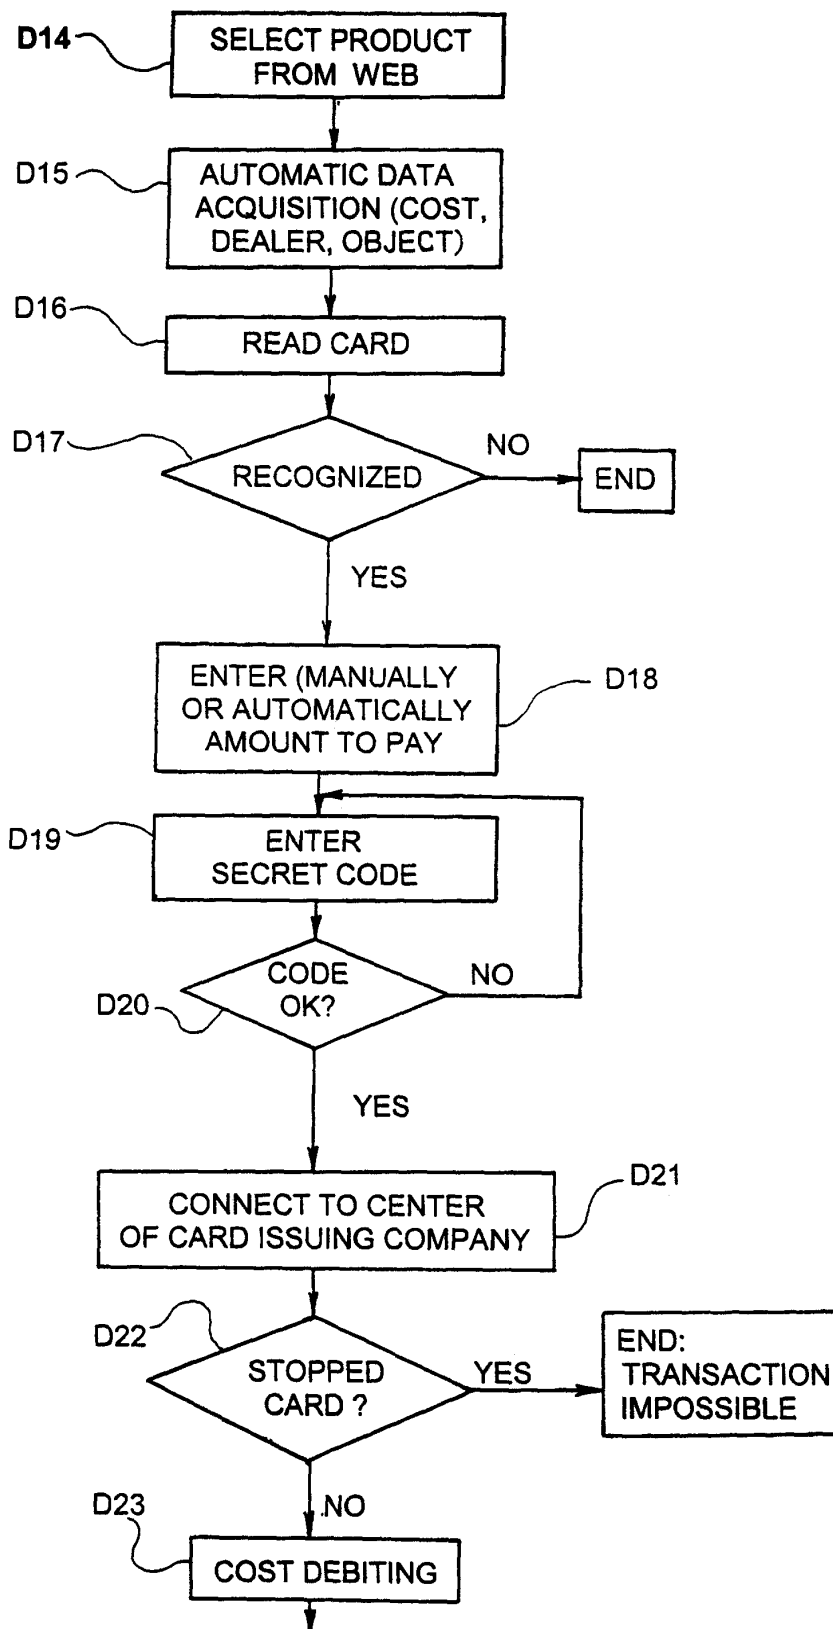 D14
SELECT PRODUCT
FROM WEB
D15
AUTOMATIC DATA
ACQUISITION (COST,
DEALER, OBJECT)
D16
READ CARD
D17
RECOGNIZED
NO
END
YES
ENTER (MANUALLY
OR AUTOMATICALLY
AMOUNT TO PAY
D18
D19
ENTER
SECRET CODE
CODE
OK?
NO
D20
YES
D21
CONNECT TO CENTER
OF CARD ISSUING COMPANY
D22
STOPPED
CARD ?
YES
END:
TRANSACTION
IMPOSSIBLE
NO
D23
COST DEBITING